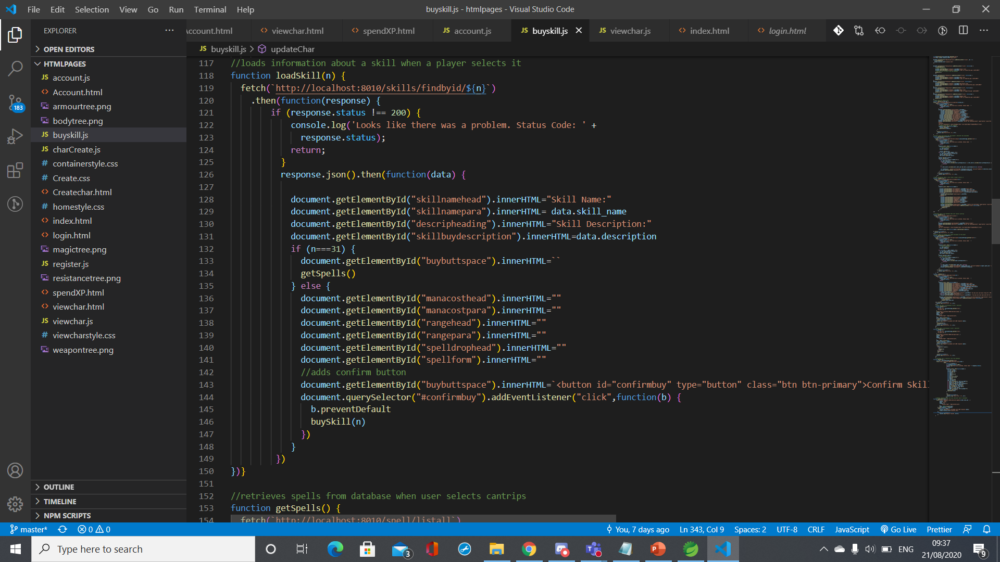 File Edit Selection View Go Run Terminal Help
buyskill.js - htmlpages - Visual Studio Code
EXPLORER
Account.html viewchar.html spendXP.html JS account.js JS buyskill.js JS viewchar.js index.html login.html
OPEN EDITORS
HTMLPAGES
JS account.js
Account.html
armourtree.png
bodytree.png
JS buyskill.js
JS charCreate.js
# containerstyle.css
# Create.css
Createchar.html
# homestyle.css
index.html
login.html
magictree.png
JS register.js
resistancetree.png
spendXP.html
viewchar.html
JS viewchar.js
# viewcharstyle.css
weapontree.png
OUTLINE
TIMELINE
NPM SCRIPTS
183
JS buyskill.js > updateChar
117 //loads information about a skill when a player selects it
118 function loadSkill(n) {
119 fetch(`http://localhost:8010/skills/findbyid/${n}`)
120 .then(function(response) {
121 if (response.status !== 200) {
122 console.log('Looks like there was a problem. Status Code: ' +
123 response.status);
124 return;
125 }
126 response.json().then(function(data) {
127
128 document.getElementById("skillnamehead").innerHTML="Skill Name:"
129 document.getElementById("skillnamepara").innerHTML= data.skill_name
130 document.getElementById("descripheading").innerHTML="Skill Description:"
131 document.getElementById("skillbuydescription").innerHTML=data.description
132 if (n===31) {
133 document.getElementById("buybuttspace").innerHTML=``
134 getSpells()
135 } else {
136 document.getElementById("manacosthead").innerHTML=""
137 document.getElementById("manacostpara").innerHTML=""
138 document.getElementById("rangehead").innerHTML=""
139 document.getElementById("rangepara").innerHTML=""
140 document.getElementById("spelldrophead").innerHTML=""
141 document.getElementById("spellform").innerHTML=""
142 //adds confirm button
143 document.getElementById("buybuttspace").innerHTML=`<button id="confirmbuy" type="button" class="btn btn-primary">Confirm Skil
144 document.querySelector("#confirmbuy").addEventListener("click",function(b) {
145 b.preventDefault
146 buySkill(n)
147 })
148 }
149 })
150 })}
151
152 //retrieves spells from database when user selects cantrips
153 function getSpells() {
154 fetch(`http://localhost:8010/spell/listall`)
master* 0 0 You, 7 days ago Ln 343, Col 9 Spaces: 2 UTF-8 CRLF JavaScript Go Live Prettier
Type here to search
3
ENG
09:37
21/08/2020
9